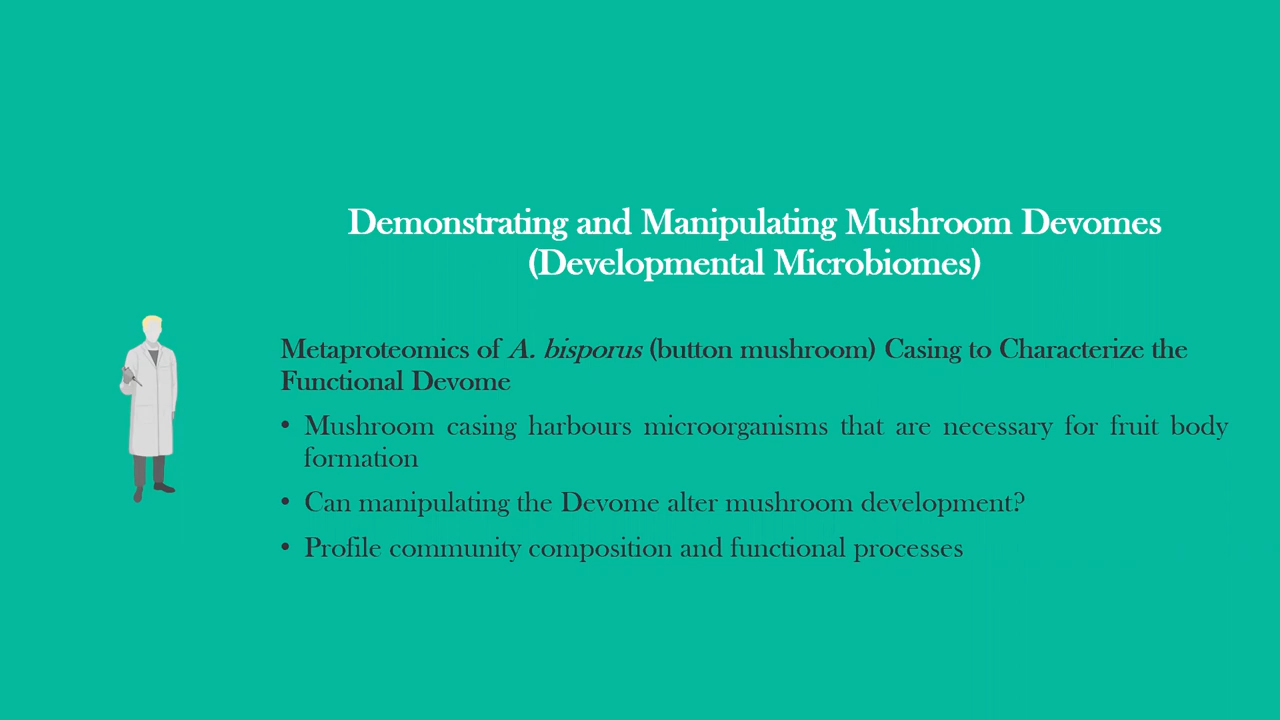 Demonstrating and Manipulating Mushroom Devomes
(Developmental Microbiomes)
Metaproteomics of A. bisporus (button mushroom) Casing to Characterize the
Functional Devome
• Mushroom casing harbours microorganisms that are necessary for fruit body
formation
• Can manipulating the Devome alter mushroom development?
• Profile community composition and functional processes